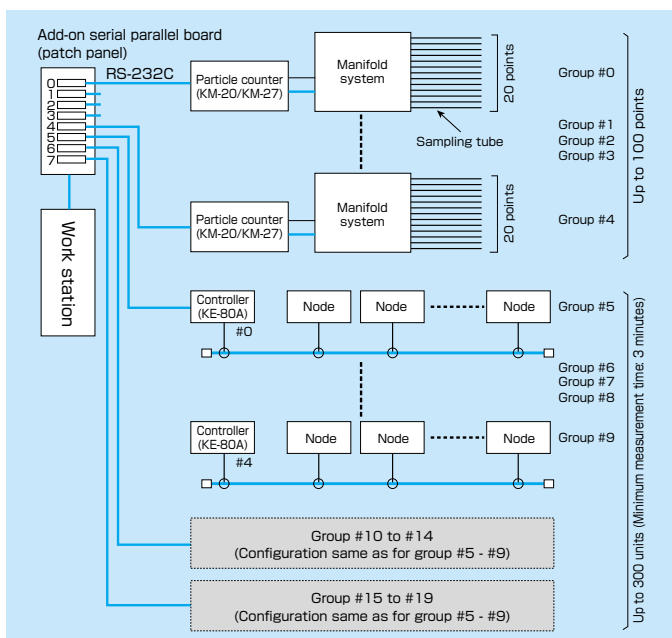 Add-on serial parallel board
(patch panel)
RS-232C
0
1
2
3
4
5
6
7
Work station
Particle counter
(KM-20/KM-27)
Manifold
system
20 points
Sampling tube
Group #0
Group #1
Group #2
Group #3
Up to 100 points
Particle counter
(KM-20/KM-27)
Manifold
system
20 points
Group #4
Controller
(KE-80A)
#0
Node
Node
Node
Group #5
Group #6
Group #7
Group #8
Controller
(KE-80A)
#4
Node
Node
Node
Group #9
Group #10 to #14
(Configuration same as for group #5 - #9)
Group #15 to #19
(Configuration same as for group #5 - #9)
Up to 300 units (Minimum measurement time: 3 minutes)